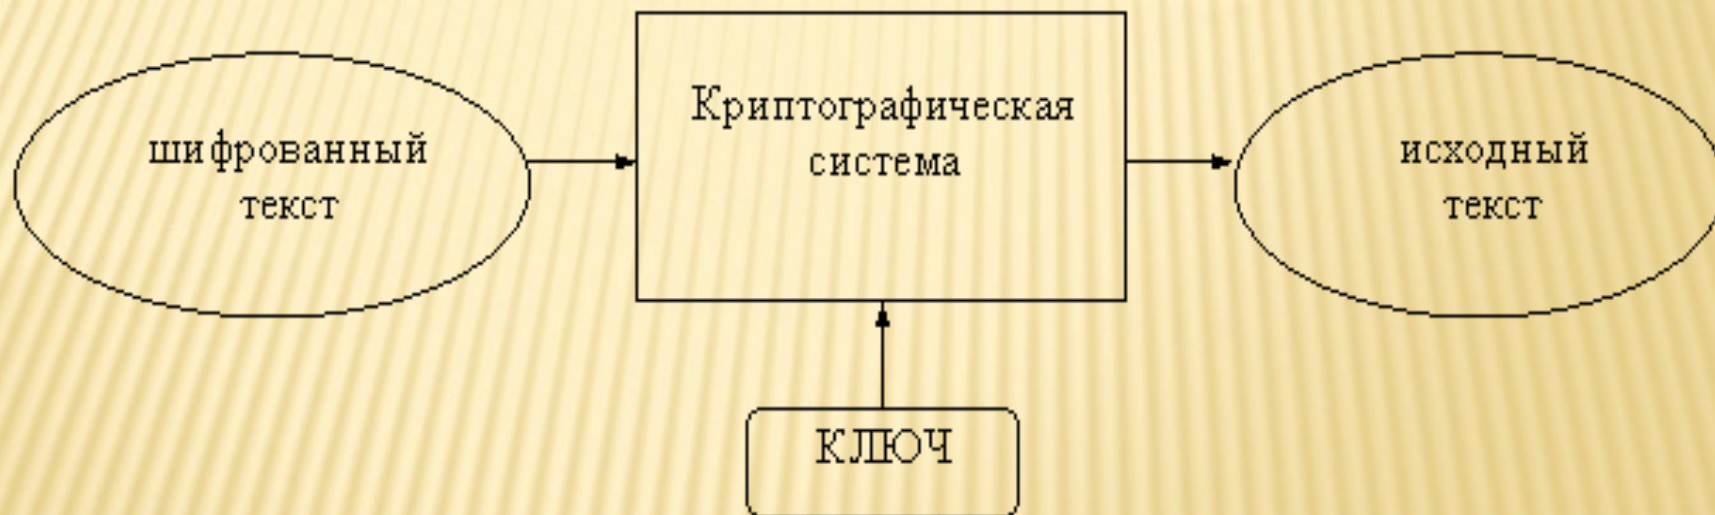 шифрованный
текст
Криптографическая
система
исходный
текст
КЛЮЧ